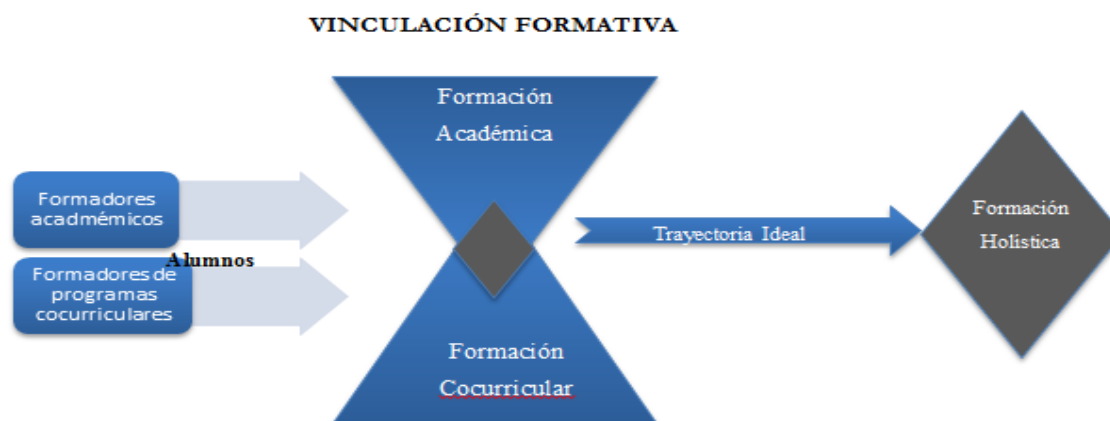 VINCULACIÓN FORMATIVA
Formación
Académica
Formadores
acadmémicos
Alumnos
Formadores de
programas
cocurriculares
Formación
Cocurricular
Trayectoria Ideal
Formación
Holística